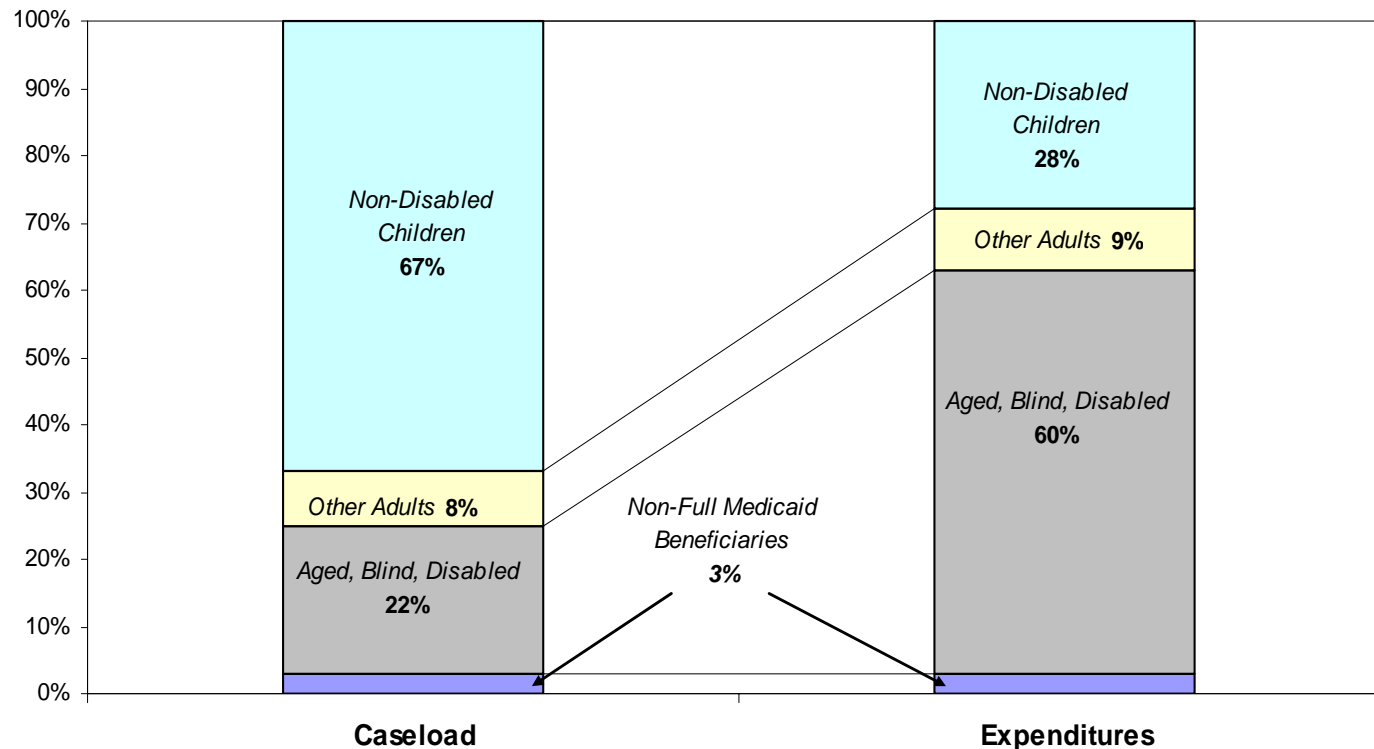 100%
90%
80%
70%
60%
50%
40%
30%
20%
10%
0%
Non-Disabled
Children
67%
Other Adults 8%
Aged, Blind, Disabled
22%
Non-Full Medicaid
Beneficiaries
3%
Non-Disabled
Children
28%
Other Adults 9%
Aged, Blind, Disabled
60%
Caseload
Expenditures